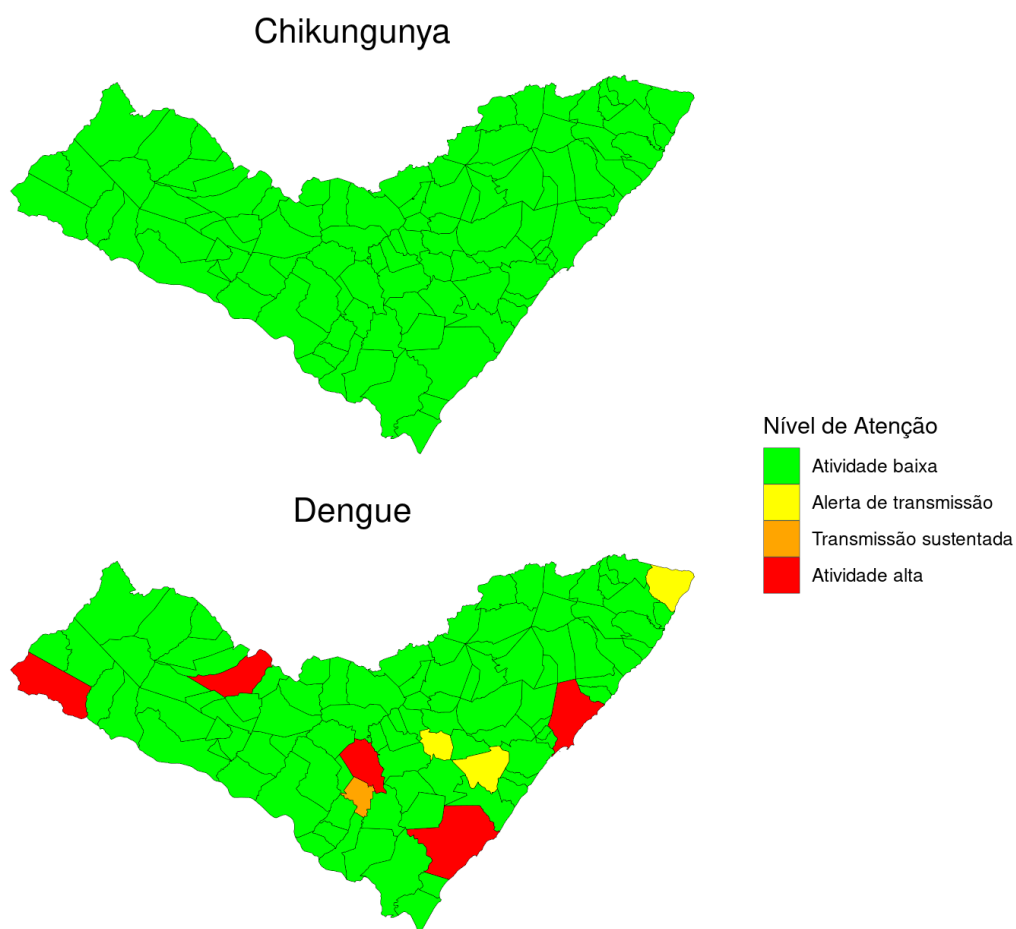 Chikungunya
Dengue
Nível de Atenção
Atividade baixa
Alerta de transmissão
Transmissão sustentada
Atividade alta